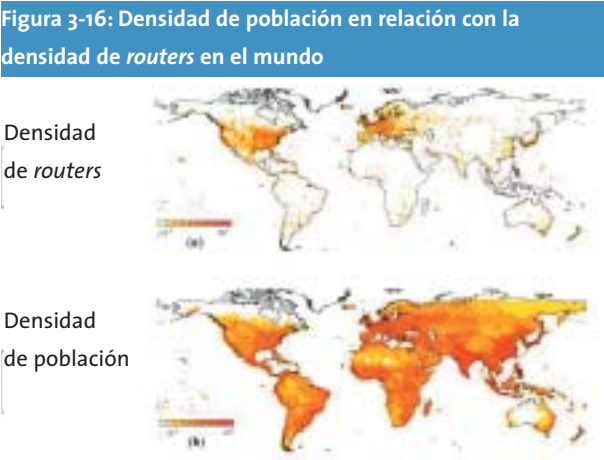 Figura 3-16: Densidad de población en relación con la
densidad de routers en el mundo
Densidad
de routers
(a)
Densidad
de población
(b)